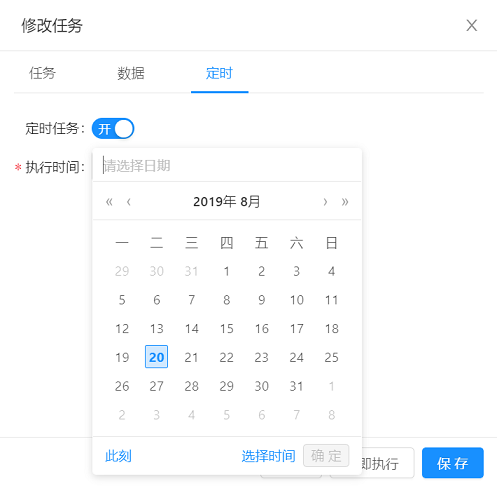 修改任务
任务 数据 定时
定时任务： 开
* 执行时间： 请选择日期
« ‹ 2019年 8月 › »
一 二 三 四 五 六 日
29 30 31 1 2 3 4
5 6 7 8 9 10 11
12 13 14 15 16 17 18
19 20 21 22 23 24 25
26 27 28 29 30 31 1
2 3 4 5 6 7 8
此刻 选择时间 确 定
即执行 保 存